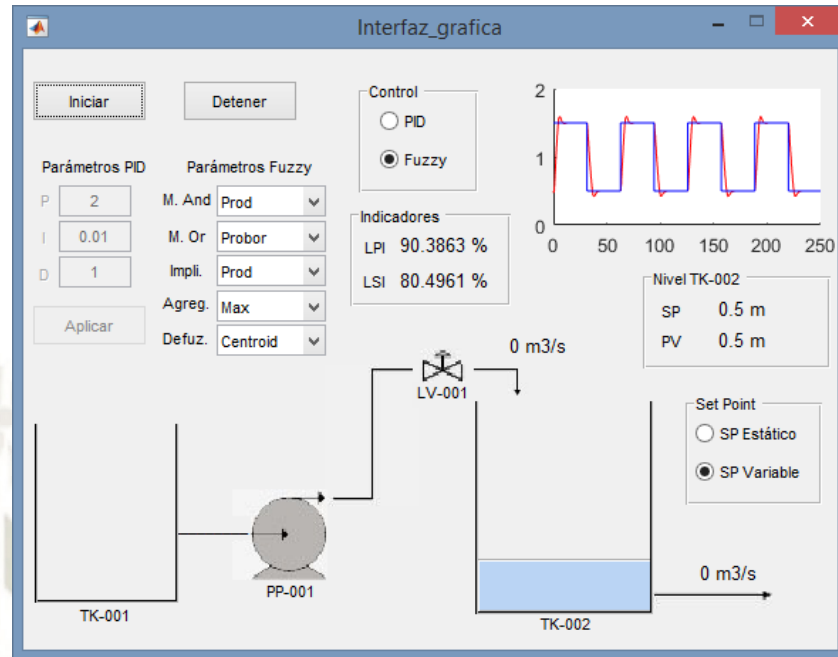 Interfaz_grafica
Iniciar
Detener
Control
PID
Fuzzy
2
1
0
0 50 100 150 200 250
Parámetros PID
P 2
I 0.01
D 1
Aplicar
Parámetros Fuzzy
M. And Prod
M. Or Probor
Impli. Prod
Agreg. Max
Defuz. Centroid
Indicadores
LPI 90.3863 %
LSI 80.4961 %
Nivel TK-002
SP 0.5 m
PV 0.5 m
0 m3/s
LV-001
Set Point
SP Estático
SP Variable
PP-001
TK-001
0 m3/s
TK-002